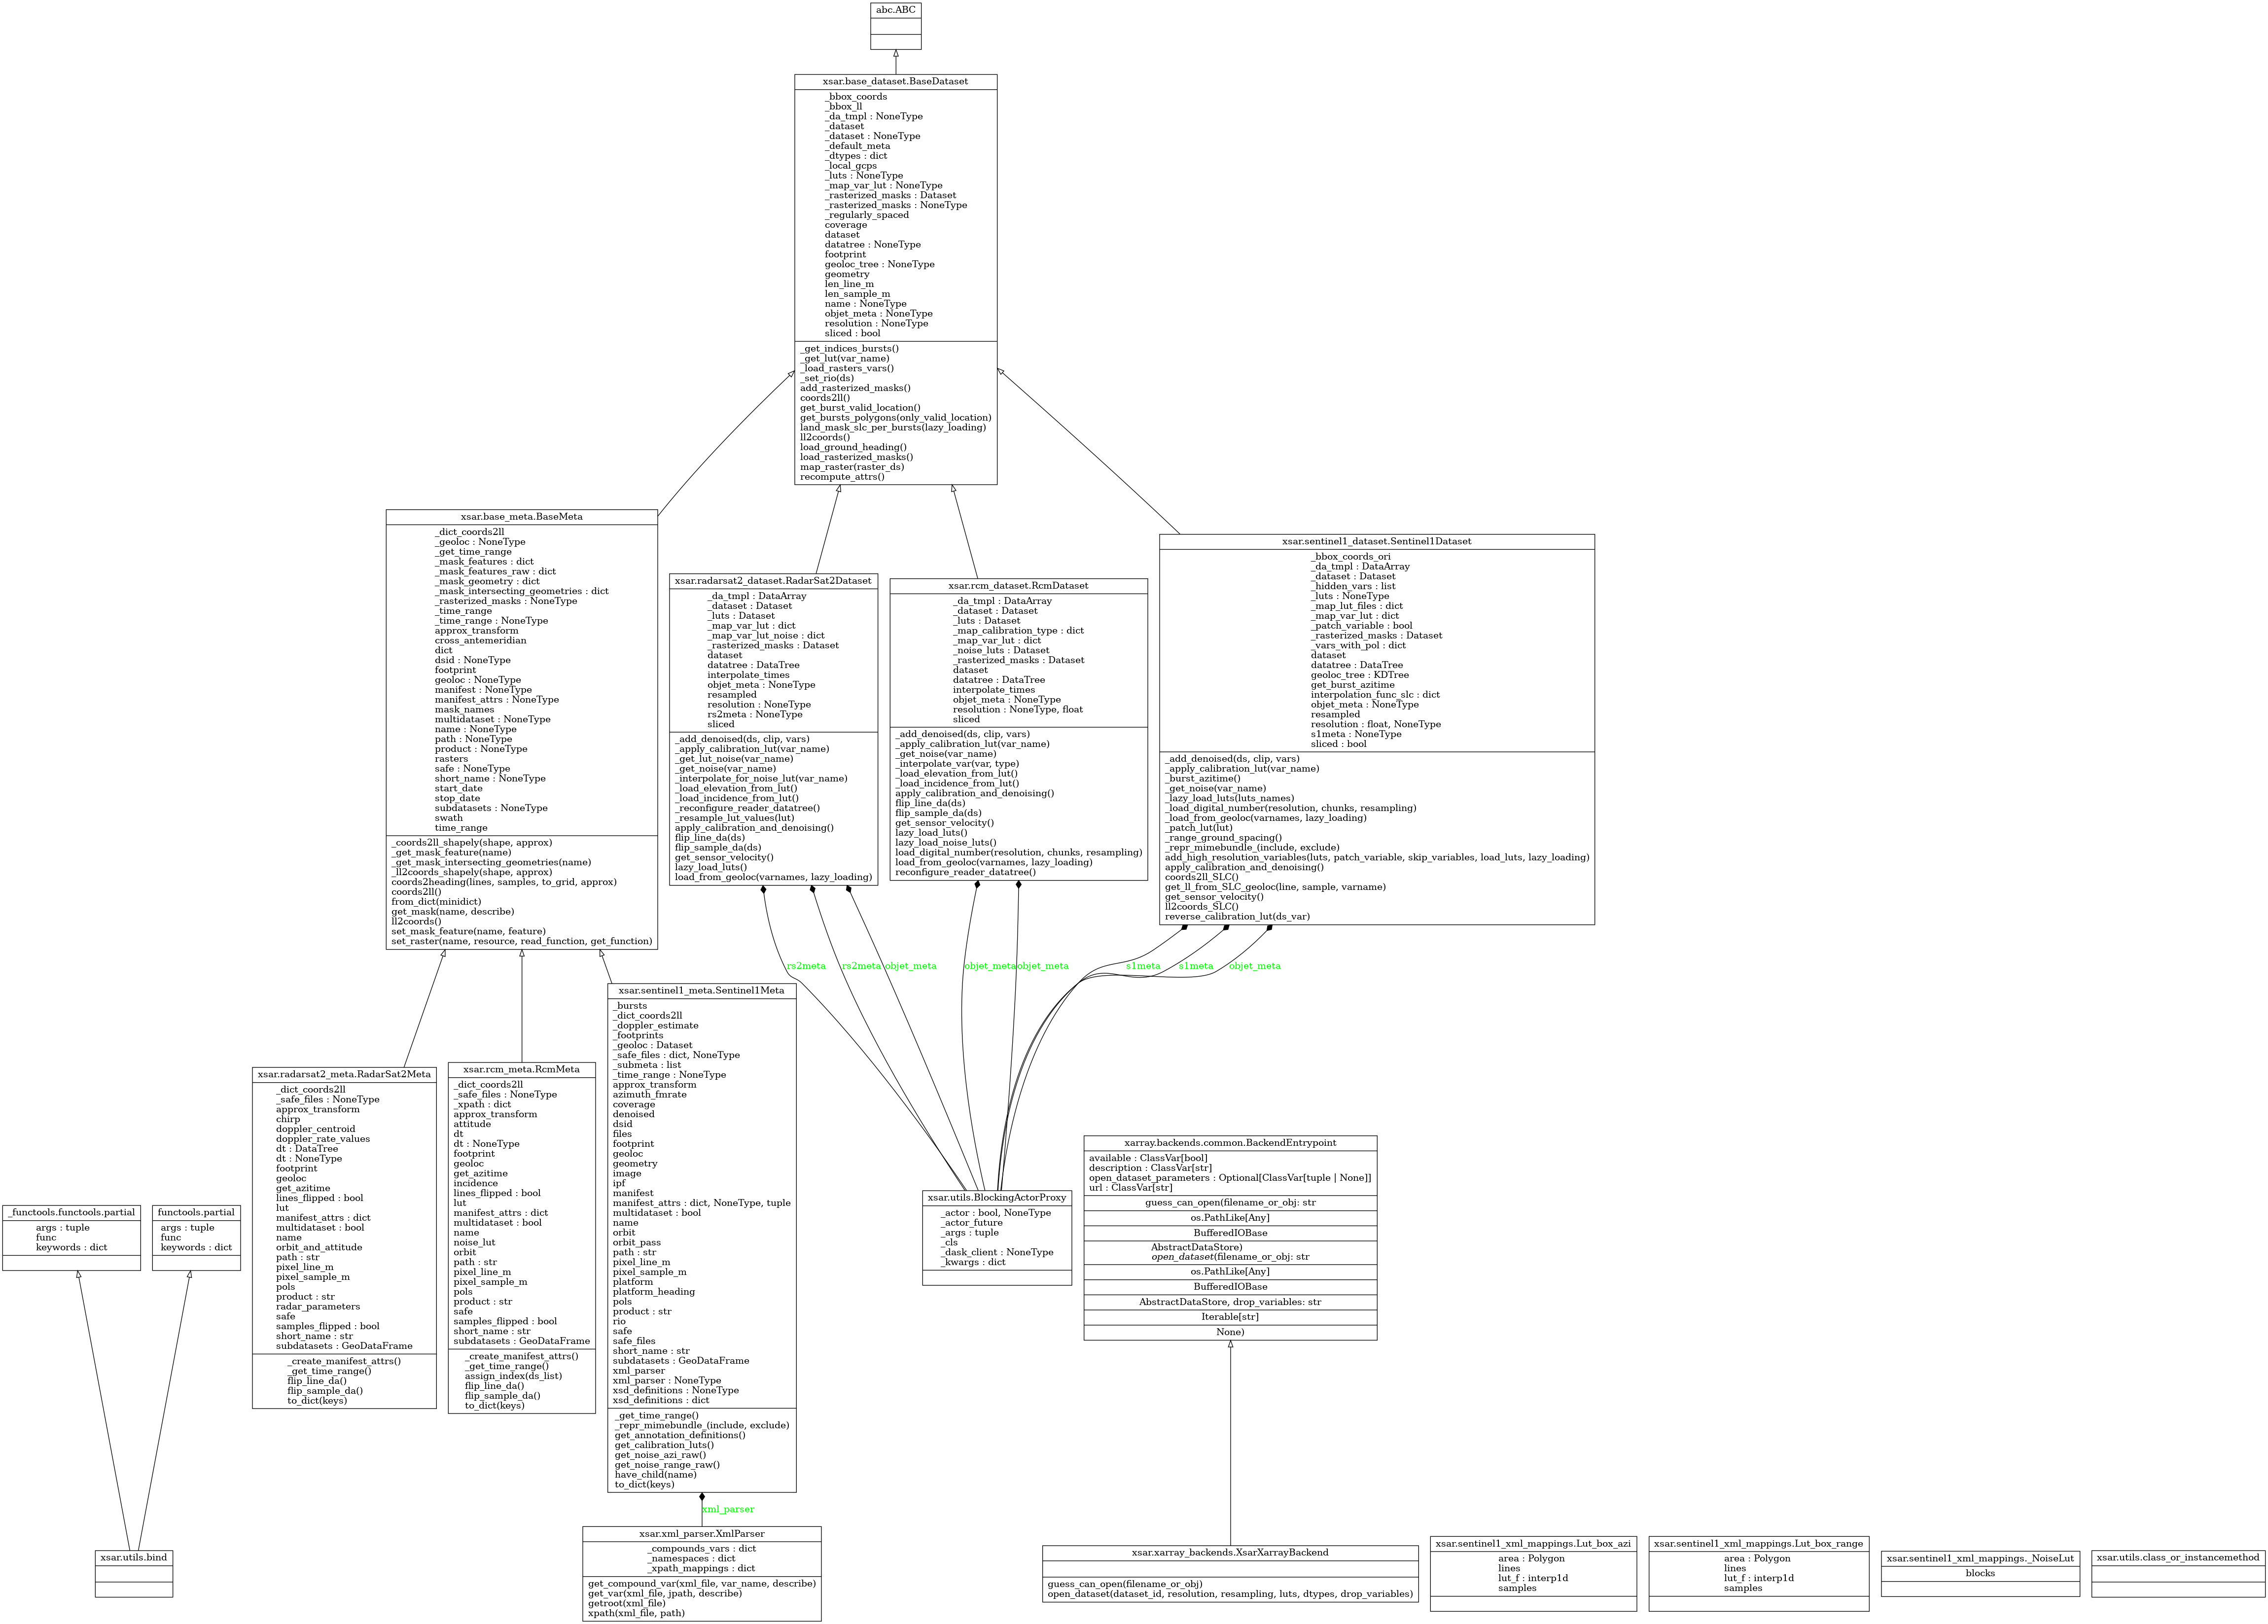 abc.ABC
xsar.base_dataset.BaseDataset
_bbox_coords
_bbox_ll
_da_tmpl : NoneType
_dataset
_dataset : NoneType
_default_meta
_dtypes : dict
_local_gcps
_luts : NoneType
_map_var_lut : NoneType
_rasterized_masks : Dataset
_rasterized_masks : NoneType
_regularly_spaced
coverage
dataset
datatree : NoneType
footprint
geoloc_tree : NoneType
geometry
len_line_m
len_sample_m
name : NoneType
objet_meta : NoneType
resolution : NoneType
sliced : bool
_get_indices_bursts()
_get_lut(var_name)
_load_rasters_vars()
_set_rio(ds)
add_rasterized_masks()
coords2ll()
get_burst_valid_location()
get_bursts_polygons(only_valid_location)
land_mask_slc_per_bursts(lazy_loading)
ll2coords()
load_ground_heading()
load_rasterized_masks()
map_raster(raster_ds)
recompute_attrs()
xsar.base_meta.BaseMeta
_dict_coords2ll
_geoloc : NoneType
_get_time_range
_mask_features : dict
_mask_features_raw : dict
_mask_geometry : dict
_mask_intersecting_geometries : dict
_rasterized_masks : NoneType
_time_range
_time_range : NoneType
approx_transform
cross_antemeridian
dict
dsid : NoneType
footprint
geoloc : NoneType
manifest : NoneType
manifest_attrs : NoneType
mask_names
multidataset : NoneType
name : NoneType
path : NoneType
product : NoneType
rasters
safe : NoneType
short_name : NoneType
start_date
stop_date
subdatasets : NoneType
swath
time_range
_coords2ll_shapely(shape, approx)
_get_mask_feature(name)
_get_mask_intersecting_geometries(name)
_ll2coords_shapely(shape, approx)
coords2heading(lines, samples, to_grid, approx)
coords2ll()
from_dict(minidict)
get_mask(name, describe)
ll2coords()
set_mask_feature(name, feature)
set_raster(name, resource, read_function, get_function)
xsar.radarsat2_dataset.RadarSat2Dataset
_da_tmpl : DataArray
_dataset : Dataset
_luts : Dataset
_map_var_lut : dict
_map_var_lut_noise : dict
_rasterized_masks : Dataset
dataset
datatree : DataTree
interpolate_times
objet_meta : NoneType
resampled
resolution : NoneType
rs2meta : NoneType
sliced
_add_denoised(ds, clip, vars)
_apply_calibration_lut(var_name)
_get_lut_noise(var_name)
_get_noise(var_name)
_interpolate_for_noise_lut(var_name)
_load_elevation_from_lut()
_load_incidence_from_lut()
_reconfigure_reader_datatree()
_resample_lut_values(lut)
apply_calibration_and_denoising()
flip_line_da(ds)
flip_sample_da(ds)
get_sensor_velocity()
lazy_load_luts()
load_from_geoloc(varnames, lazy_loading)
xsar.rcm_dataset.RcmDataset
_da_tmpl : DataArray
_dataset : Dataset
_luts : Dataset
_map_calibration_type : dict
_map_var_lut : dict
_noise_luts : Dataset
_rasterized_masks : Dataset
dataset
datatree : DataTree
interpolate_times
objet_meta : NoneType
resolution : NoneType, float
sliced
_add_denoised(ds, clip, vars)
_apply_calibration_lut(var_name)
_get_noise(var_name)
_interpolate_var(var, type)
_load_elevation_from_lut()
_load_incidence_from_lut()
apply_calibration_and_denoising()
flip_line_da(ds)
flip_sample_da(ds)
get_sensor_velocity()
lazy_load_luts()
lazy_load_noise_luts()
load_digital_number(resolution, chunks, resampling)
load_from_geoloc(varnames, lazy_loading)
reconfigure_reader_datatree()
xsar.sentinel1_dataset.Sentinel1Dataset
_bbox_coords_ori
_da_tmpl : DataArray
_dataset : Dataset
_hidden_vars : list
_luts : NoneType
_map_lut_files : dict
_map_var_lut : dict
_patch_variable : bool
_rasterized_masks : Dataset
_vars_with_pol : dict
dataset
datatree : DataTree
geoloc_tree : KDTree
get_burst_azitime
interpolation_func_slc : dict
objet_meta : NoneType
resampled
resolution : float, NoneType
s1meta : NoneType
sliced : bool
_add_denoised(ds, clip, vars)
_apply_calibration_lut(var_name)
_burst_azitime()
_get_noise(var_name)
_lazy_load_luts(luts_names)
_load_digital_number(resolution, chunks, resampling)
_load_from_geoloc(varnames, lazy_loading)
_patch_lut(lut)
_range_ground_spacing()
_repr_mimebundle_(include, exclude)
add_high_resolution_variables(luts, patch_variable, skip_variables, load_luts, lazy_loading)
apply_calibration_and_denoising()
coords2ll_SLC()
get_ll_from_SLC_geoloc(line, sample, varname)
get_sensor_velocity()
ll2coords_SLC()
reverse_calibration_lut(ds_var)
rs2meta
rs2meta
objet_meta
objet_meta
objet_meta
s1meta
s1meta
objet_meta
_functools.functools.partial
args : tuple
func
keywords : dict
functools.partial
args : tuple
func
keywords : dict
xsar.radarsat2_meta.RadarSat2Meta
_dict_coords2ll
_safe_files : NoneType
approx_transform
chirp
doppler_centroid
doppler_rate_values
dt : DataTree
dt : NoneType
footprint
geoloc
get_azitime
lines_flipped : bool
lut
manifest_attrs : dict
multidataset : bool
name
orbit_and_attitude
path : str
pixel_line_m
pixel_sample_m
pols
product : str
radar_parameters
safe
samples_flipped : bool
short_name : str
subdatasets : GeoDataFrame
_create_manifest_attrs()
_get_time_range()
flip_line_da()
flip_sample_da()
to_dict(keys)
xsar.rcm_meta.RcmMeta
_dict_coords2ll
_safe_files : NoneType
_xpath : dict
approx_transform
attitude
dt
dt : NoneType
footprint
geoloc
get_azitime
incidence
lines_flipped : bool
lut
manifest_attrs : dict
multidataset : bool
name
noise_lut
orbit
path : str
pixel_line_m
pixel_sample_m
pols
product : str
safe
samples_flipped : bool
short_name : str
subdatasets : GeoDataFrame
_create_manifest_attrs()
_get_time_range()
assign_index(ds_list)
flip_line_da()
flip_sample_da()
to_dict(keys)
xsar.sentinel1_meta.Sentinel1Meta
_bursts
_dict_coords2ll
_doppler_estimate
_footprints
_geoloc : Dataset
_safe_files : dict, NoneType
_submeta : list
_time_range : NoneType
approx_transform
azimuth_fmrate
coverage
denoised
dsid
files
footprint
geoloc
geometry
image
ipf
manifest
manifest_attrs : dict, NoneType, tuple
multidataset : bool
name
orbit
orbit_pass
path : str
pixel_line_m
pixel_sample_m
platform
platform_heading
pols
product : str
rio
safe
safe_files
short_name : str
subdatasets : GeoDataFrame
xml_parser
xml_parser : NoneType
xsd_definitions : NoneType
xsd_definitions : dict
_get_time_range()
_repr_mimebundle_(include, exclude)
get_annotation_definitions()
get_calibration_luts()
get_noise_azi_raw()
get_noise_range_raw()
have_child(name)
to_dict(keys)
xsar.utils.BlockingActorProxy
_actor : bool, NoneType
_actor_future
_args : tuple
_cls
_dask_client : NoneType
_kwargs : dict
xarray.backends.common.BackendEntrypoint
available : ClassVar[bool]
description : ClassVar[str]
open_dataset_parameters : Optional[ClassVar[tuple | None]]
url : ClassVar[str]
guess_can_open(filename_or_obj: str
os.PathLike[Any]
BufferedIOBase
AbstractDataStore)
open_dataset(filename_or_obj: str
os.PathLike[Any]
BufferedIOBase
AbstractDataStore, drop_variables: str
Iterable[str]
None)
xml_parser
xsar.utils.bind
xsar.xml_parser.XmlParser
_compounds_vars : dict
_namespaces : dict
_xpath_mappings : dict
get_compound_var(xml_file, var_name, describe)
get_var(xml_file, jpath, describe)
getroot(xml_file)
xpath(xml_file, path)
xsar.xarray_backends.XsarXarrayBackend
guess_can_open(filename_or_obj)
open_dataset(dataset_id, resolution, resampling, luts, dtypes, drop_variables)
xsar.sentinel1_xml_mappings.Lut_box_azi
area : Polygon
lines
lut_f : interp1d
samples
xsar.sentinel1_xml_mappings.Lut_box_range
area : Polygon
lines
lut_f : interp1d
samples
xsar.sentinel1_xml_mappings._NoiseLut
blocks
xsar.utils.class_or_instancemethod